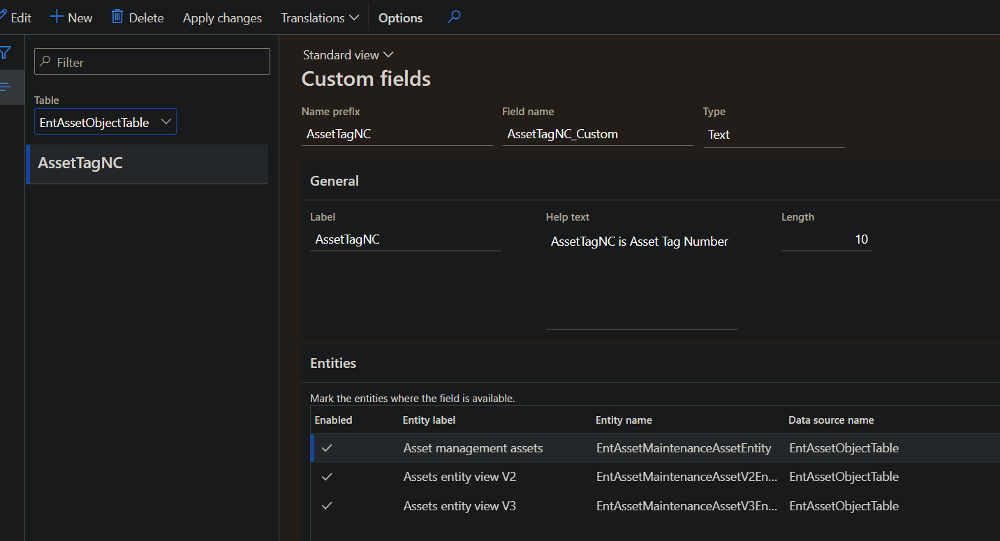 Edit New Delete Apply changes Translations Options
Filter
Table
EntAssetObjectTable
AssetTagNC
Standard view
Custom fields
Name prefix Field name Type
AssetTagNC AssetTagNC_Custom Text
General
Label Help text Length
AssetTagNC AssetTagNC is Asset Tag Number 10
Entities
Mark the entities where the field is available.
Enabled Entity label Entity name Data source name
Asset management assets EntAssetMaintenanceAssetEntity EntAssetObjectTable
Assets entity view V2 EntAssetMaintenanceAssetV2En... EntAssetObjectTable
Assets entity view V3 EntAssetMaintenanceAssetV3En... EntAssetObjectTable